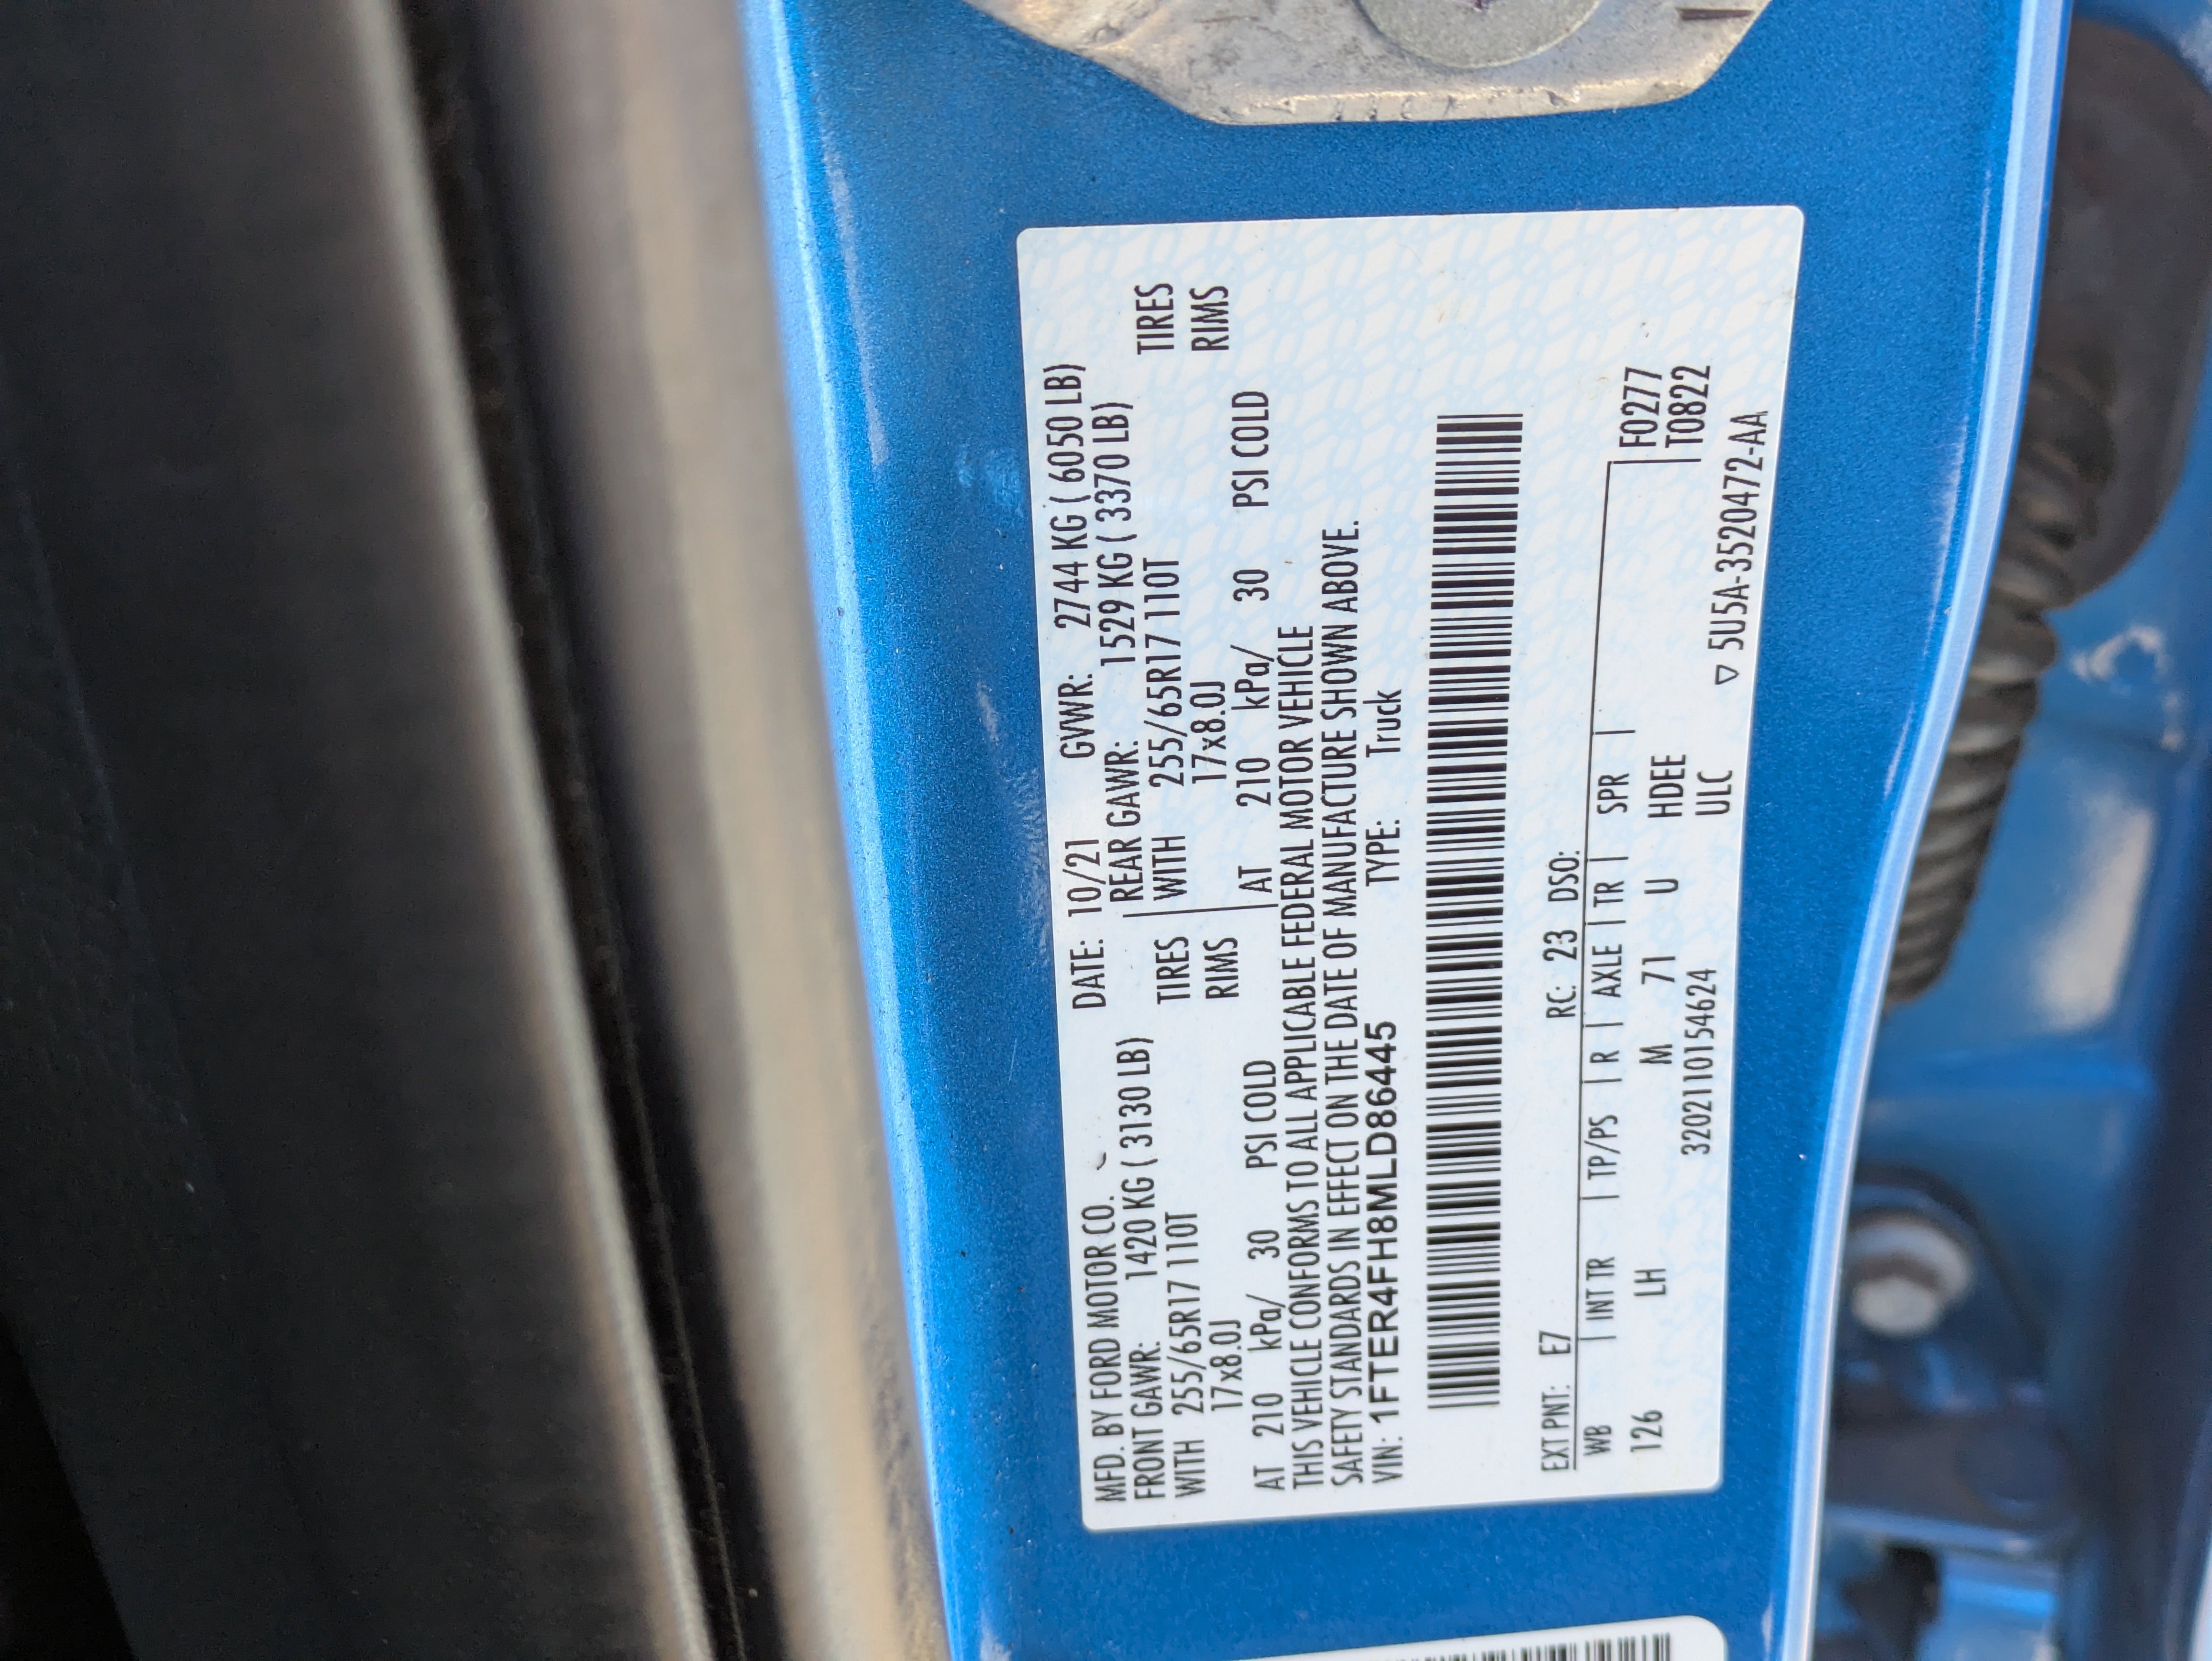 MFD. BY FORD MOTOR CO. DATE: 10/21 GVWR: 2744 KG ( 6050 LB)
FRONT GAWR: 1420 KG ( 3130 LB) REAR GAWR: 1529 KG ( 3370 LB)
WITH 255/65R17 110T TIRES WITH 255/65R17 110T TIRES
17x8.0J RIMS 17x8.0J RIMS
AT 210 kPa/ 30 PSI COLD AT 210 kPa/ 30 PSI COLD
THIS VEHICLE CONFORMS TO ALL APPLICABLE FEDERAL MOTOR VEHICLE
SAFETY STANDARDS IN EFFECT ON THE DATE OF MANUFACTURE SHOWN ABOVE.
VIN: 1FTER4FH8MLD86445 TYPE: Truck
EXT PNT: E7 RC: 23 DSO:
WB | INT TR | TP/PS | R | AXLE | TR | SPR | F0277
126 LH M 71 U HDEE T0822
3202110154624 ULC
▽ 5U5A-3520472-AA